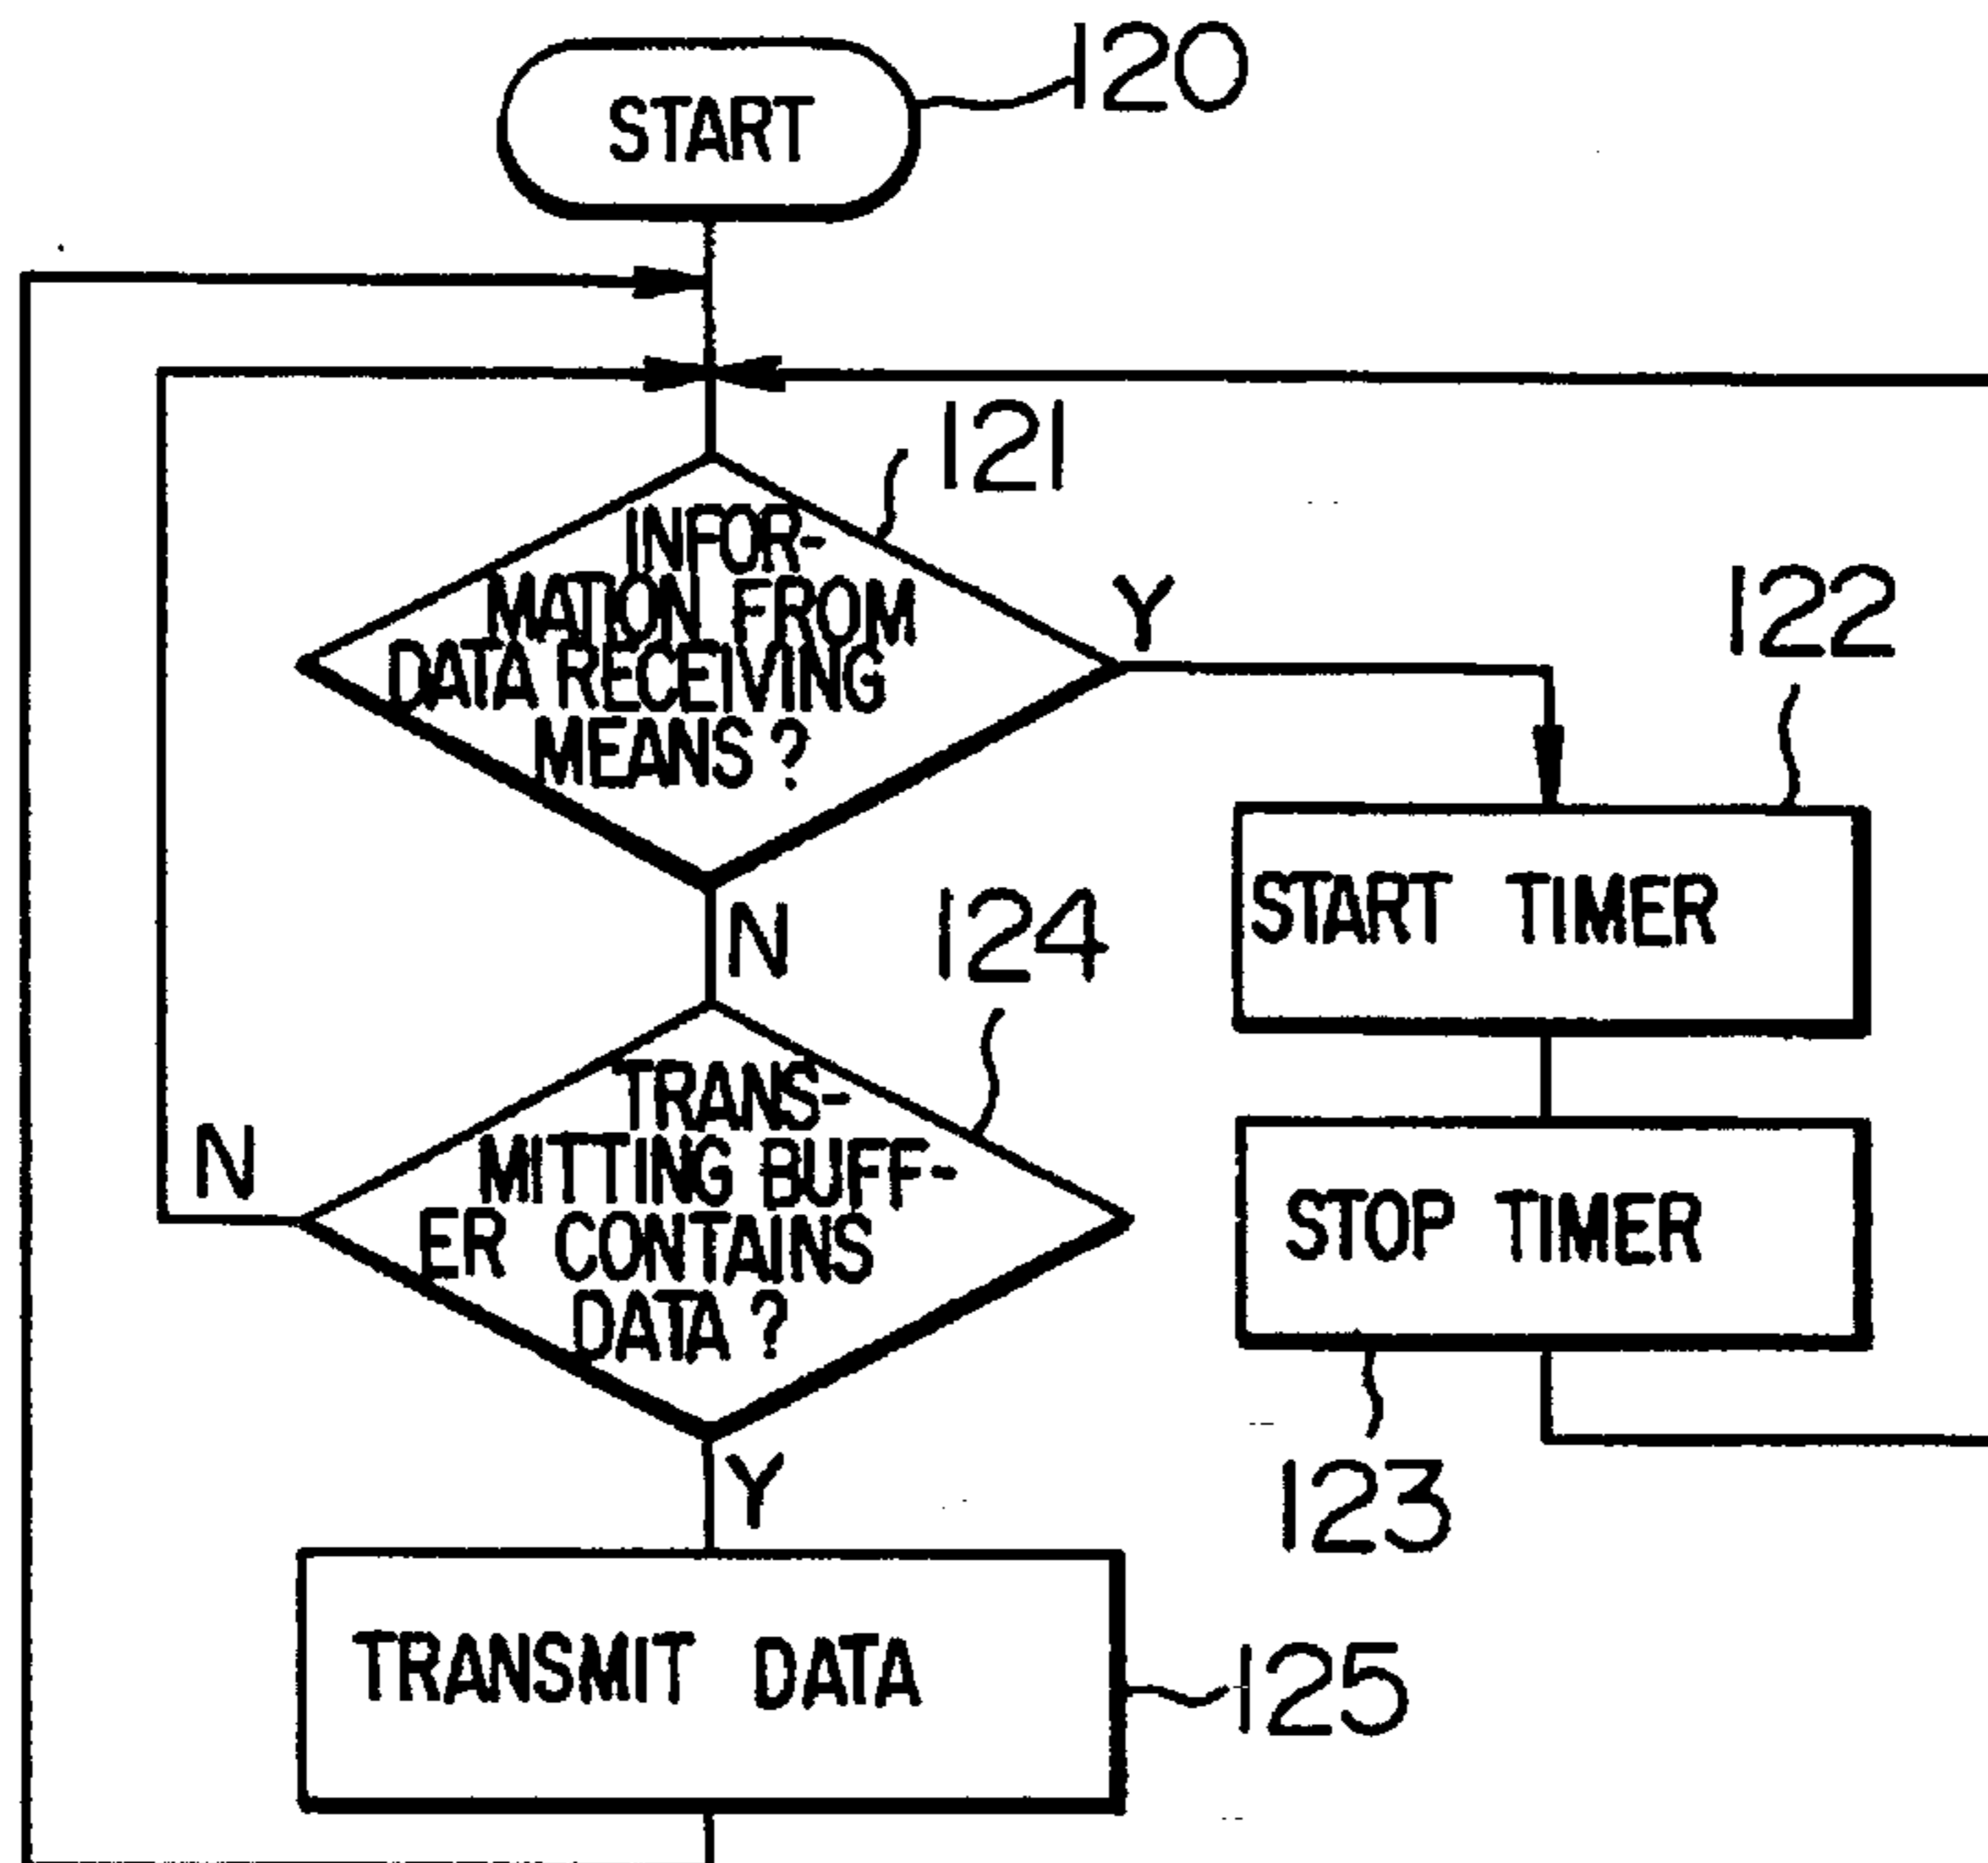 START
120
121
INFOR-
MATION FROM
DATA RECEIVING
MEANS ?
Y
122
START TIMER
N
124
TRANS-
MITTING BUFF-
ER CONTAINS
DATA ?
N
STOP TIMER
123
Y
TRANSMIT DATA
125